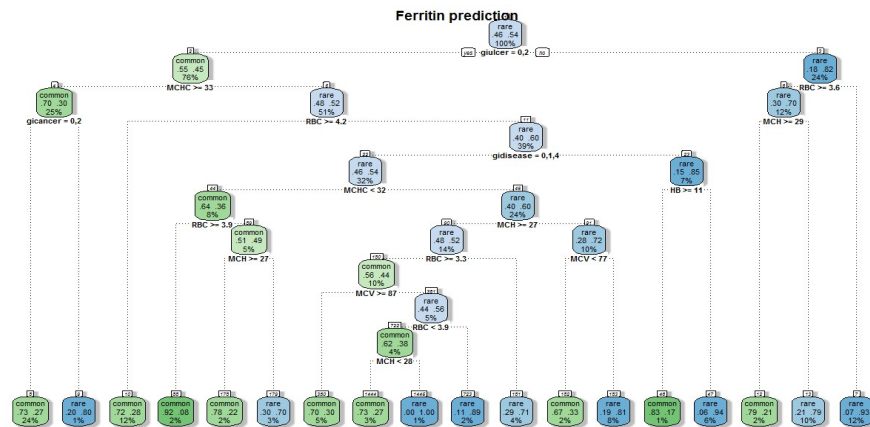 Ferritin prediction
rare
.46 .54
100%
yes giulcer = 0,2 no
common
.55 .45
76%
MCHC >= 33
rare
.18 .82
24%
RBC >= 3.6
common
.70 .30
25%
gicancer = 0,2
rare
.48 .52
51%
RBC >= 4.2
rare
.30 .70
12%
MCH >= 29
rare
.40 .60
39%
gidisease = 0,1,4
rare
.46 .54
32%
MCHC < 32
rare
.15 .85
7%
HB >= 11
common
.64 .36
8%
RBC >= 3.9
rare
.40 .60
24%
MCH >= 27
common
.51 .49
5%
MCH >= 27
rare
.48 .52
14%
RBC >= 3.3
rare
.28 .72
10%
MCV < 77
common
.56 .44
10%
MCV >= 87
rare
.44 .56
5%
RBC < 3.9
common
.62 .38
4%
MCH < 28
common
.73 .27
24%
rare
.20 .80
1%
common
.72 .28
12%
common
.92 .08
2%
common
.78 .22
2%
rare
.30 .70
3%
common
.70 .30
5%
common
.73 .27
3%
rare
.00 1.00
1%
rare
.11 .89
2%
rare
.29 .71
4%
common
.67 .33
2%
rare
.19 .81
8%
common
.83 .17
1%
rare
.06 .94
6%
common
.79 .21
2%
rare
.21 .79
10%
rare
.07 .93
12%